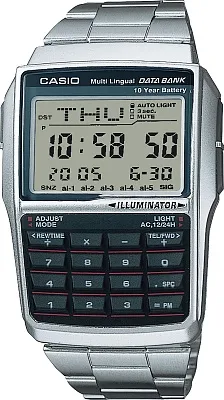 CASIO Multi Lingual DATA BANK
10 Year Battery
DST THU AUTO LIGHT
3 sec.
MUTE
10:58 50
2005 6-30
SNZ al-1 al-2 al-3 al-4 al-5 SIG
ILLUMINATOR
ADJUST LIGHT
MODE AC,12/24H
REV/TIME + × − ÷ TEL/FWD
7 8 9
4 5 6 . SPC
1 2 3 0 = PM